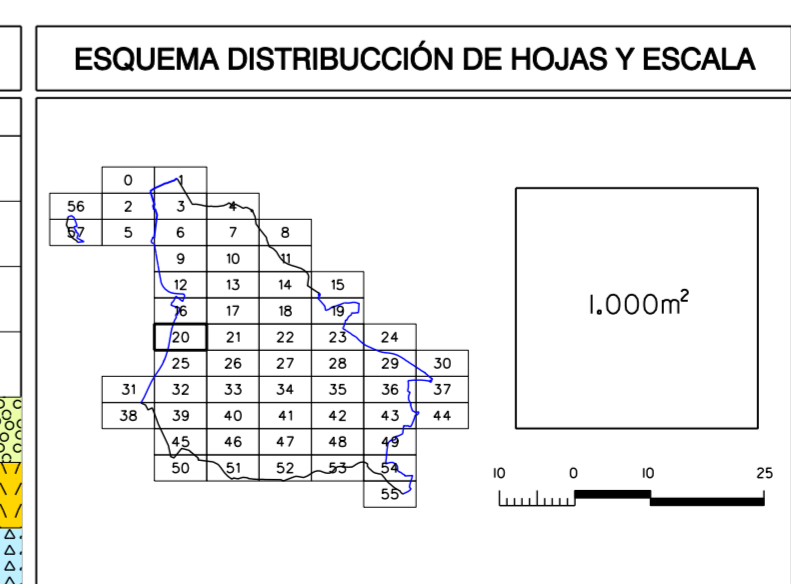 ESQUEMA DISTRIBUCCIÓN DE HOJAS Y ESCALA
0 1
56 2 3 4
57 5 6 7 8
9 10 11
12 13 14 15
16 17 18 19
20 21 22 23 24
25 26 27 28 29 30
31 32 33 34 35 36 37
38 39 40 41 42 43 44
45 46 47 48 49
50 51 52 53 54
55
1.000m²
10 0 10 25